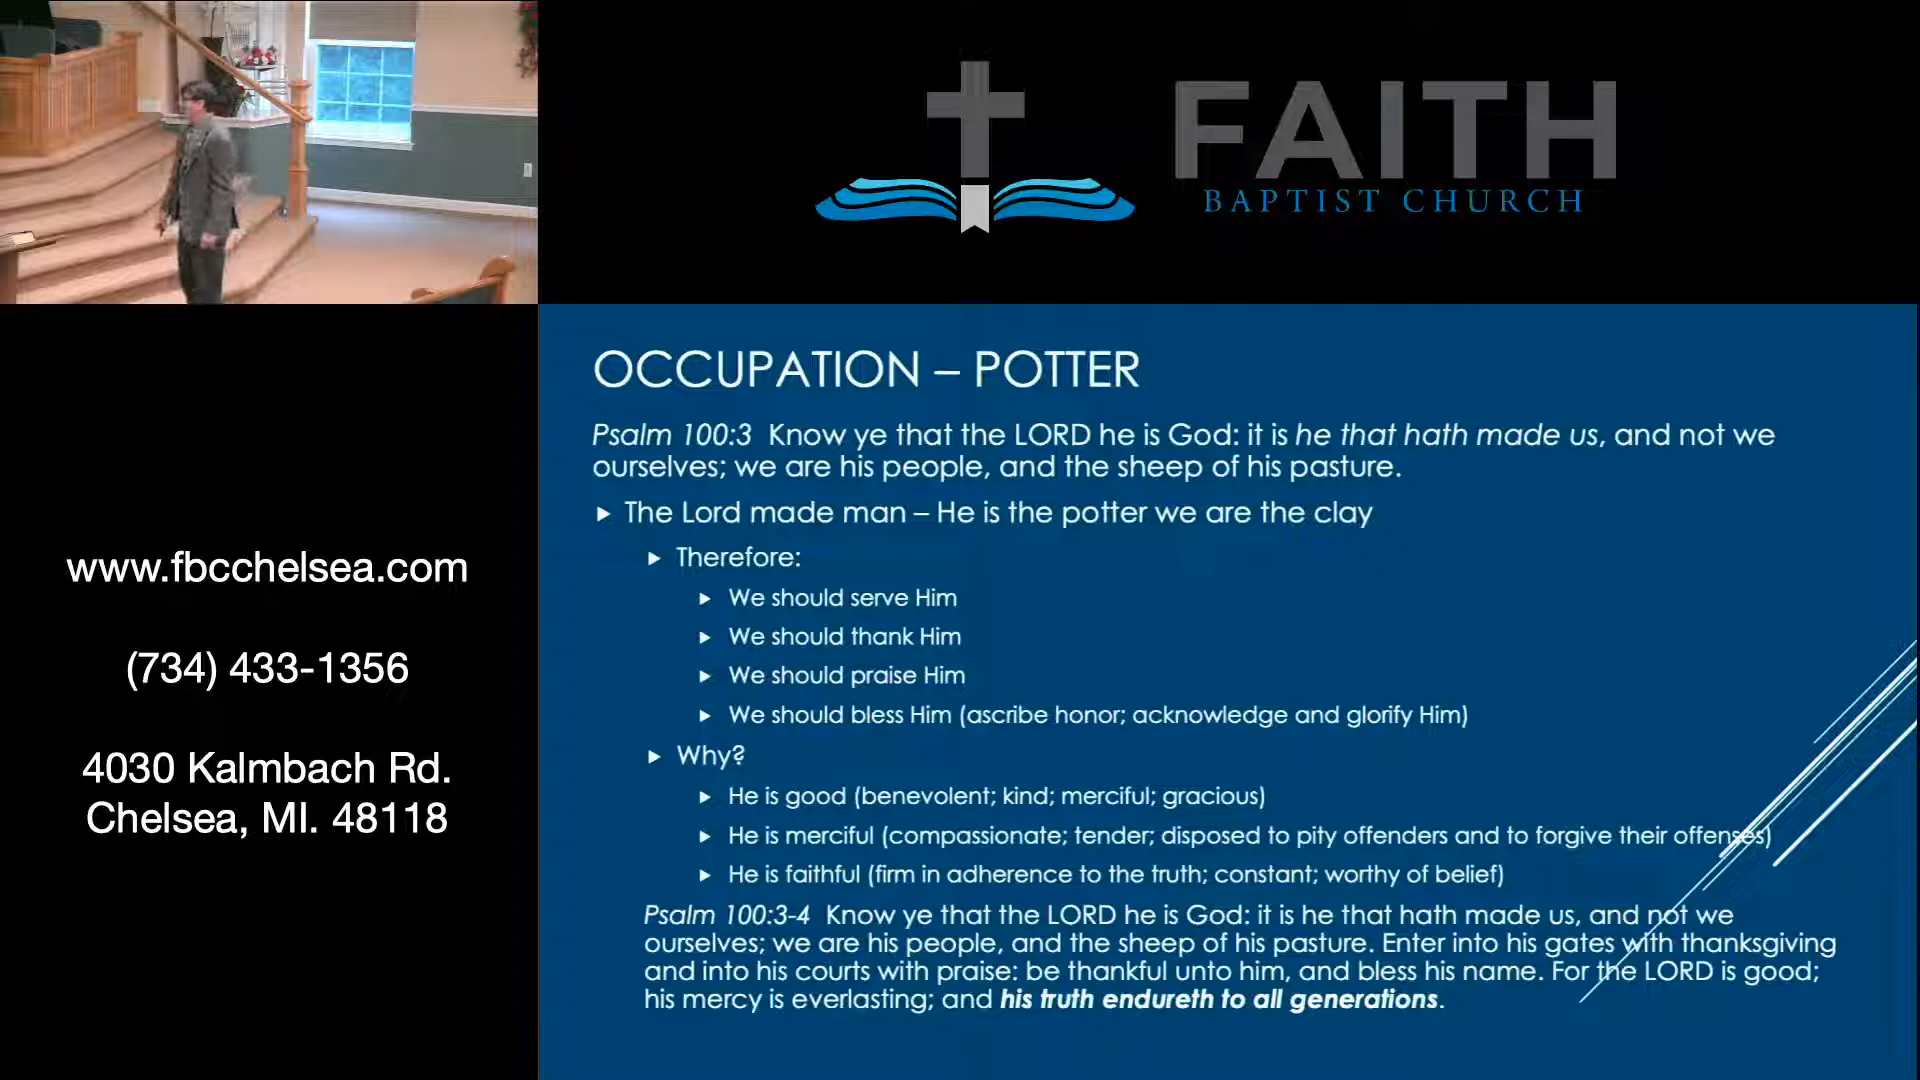 FAITH
BAPTIST CHURCH
www.fbcchelsea.com
(734) 433-1356
4030 Kalmbach Rd.
Chelsea, MI. 48118
OCCUPATION – POTTER
Psalm 100:3 Know ye that the LORD he is God: it is he that hath made us, and not we
ourselves; we are his people, and the sheep of his pasture.
The Lord made man – He is the potter we are the clay
Therefore:
We should serve Him
We should thank Him
We should praise Him
We should bless Him (ascribe honor; acknowledge and glorify Him)
Why?
He is good (benevolent; kind; merciful; gracious)
He is merciful (compassionate; tender; disposed to pity offenders and to forgive their offenses)
He is faithful (firm in adherence to the truth; constant; worthy of belief)
Psalm 100:3-4 Know ye that the LORD he is God: it is he that hath made us, and not we
ourselves; we are his people, and the sheep of his pasture. Enter into his gates with thanksgiving
and into his courts with praise: be thankful unto him, and bless his name. For the LORD is good;
his mercy is everlasting; and his truth endureth to all generations.